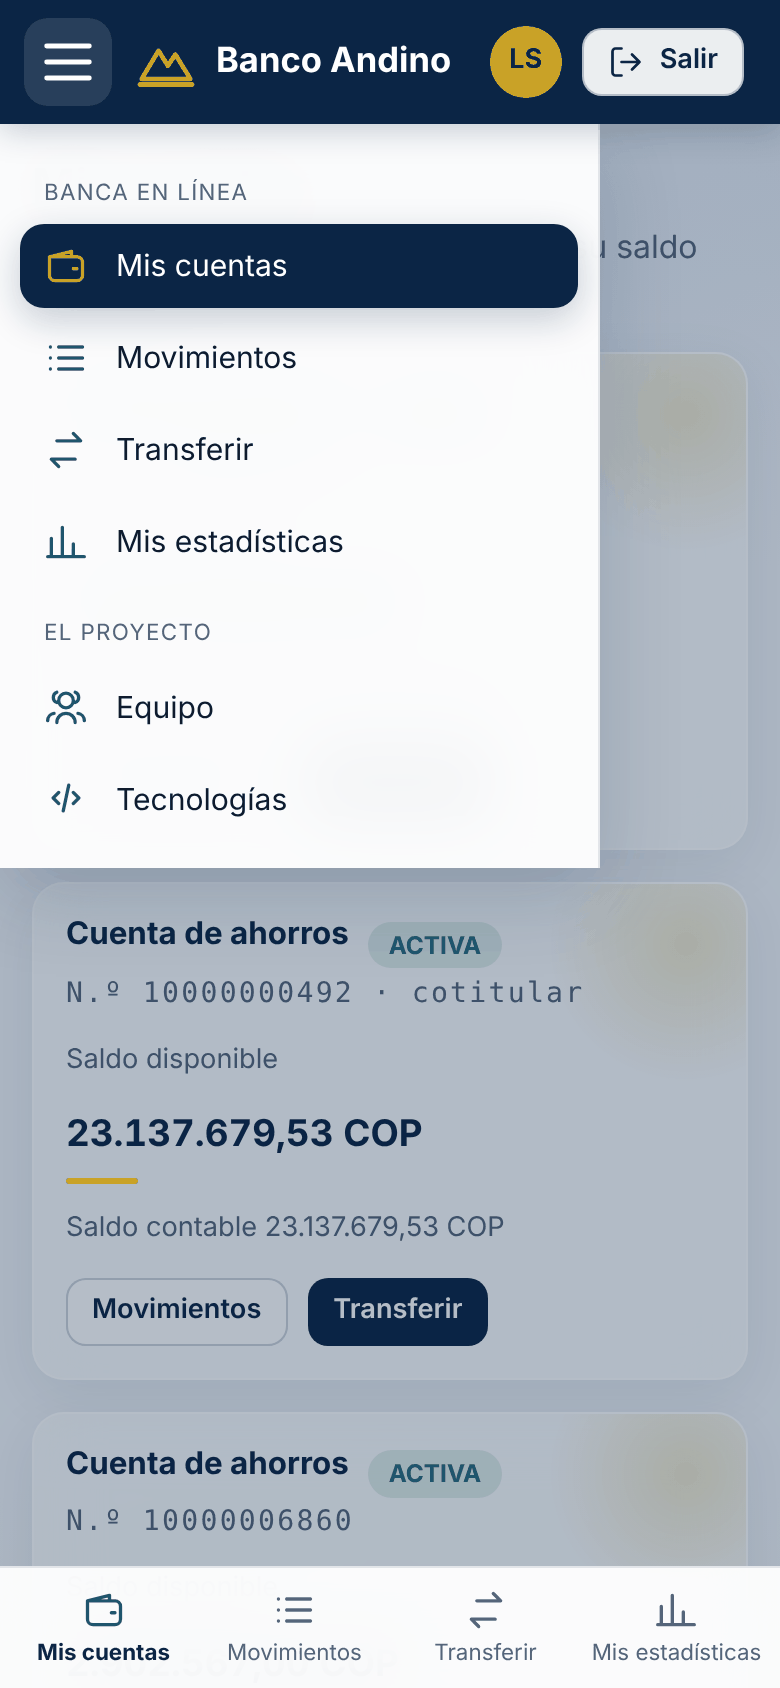 Banco Andino LS Salir
BANCA EN LÍNEA
Mis cuentas
saldo
Movimientos
Transferir
Mis estadísticas
EL PROYECTO
Equipo
Tecnologías
Cuenta de ahorros ACTIVA
N.º 10000000492 · cotitular
Saldo disponible
23.137.679,53 COP
Saldo contable 23.137.679,53 COP
Movimientos Transferir
Cuenta de ahorros ACTIVA
N.º 10000006860
Saldo disponible
Mis cuentas Movimientos Transferir Mis estadísticas